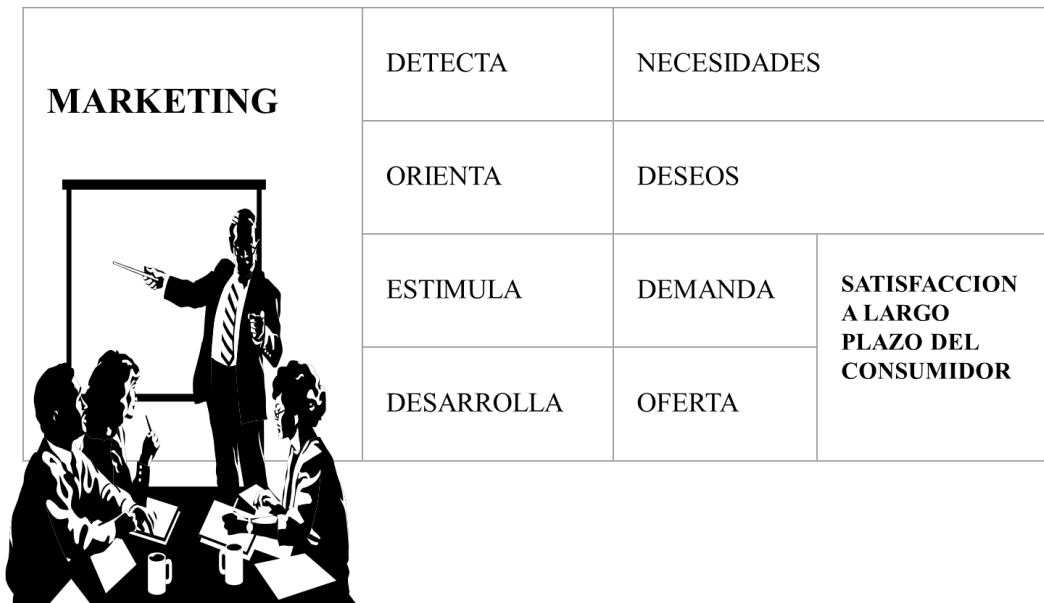 MARKETING
DETECTA
NECESIDADES
ORIENTA
DESEOS
ESTIMULA
DEMANDA
DESARROLLA
OFERTA
SATISFACCION
A LARGO
PLAZO DEL
CONSUMIDOR